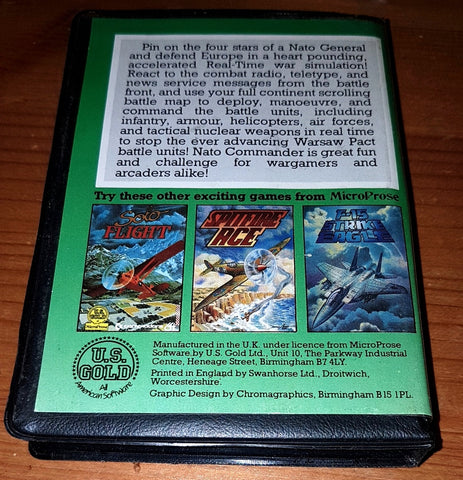 Pin on the four stars of a Nato General
and defend Europe in a heart pounding,
accelerated Real-Time war simulation!
React to the combat radio, teletype, and
news service messages from the battle
front, and use your full continent scrolling
battle map to deploy, manoeuvre, and
command the battle units, including
infantry, armour, helicopters, air forces,
and tactical nuclear weapons in real time
to stop the ever advancing Warsaw Pact
battle units! Nato Commander is great fun
and challenge for wargamers and
arcaders alike!
Try these other exciting games from MicroProse
Solo
FLIGHT
SPITFIRE
ACE
F-15
STRIKE
EAGLE
U.S.
GOLD
All
American Software
Manufactured in the U.K. under licence from MicroProse
Software.by U.S. Gold Ltd., Unit 10, The Parkway Industrial
Centre, Heneage Street, Birmingham B7 4LY.
Printed in England by Swanhorse Ltd., Droitwich,
Worcestershire.
Graphic Design by Chromagraphics, Birmingham B15 1PL.